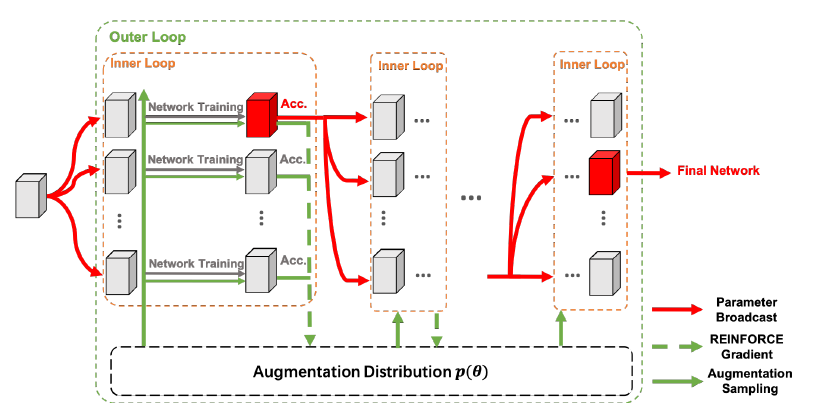 Outer Loop
Inner Loop
Inner Loop
Inner Loop
Network Training
Acc.
...
...
Network Training
Acc.
...
...
Final Network
...
...
...
...
Network Training
Acc.
...
...
Parameter
Broadcast
REINFORCE
Gradient
Augmentation Distribution p(θ)
Augmentation
Sampling